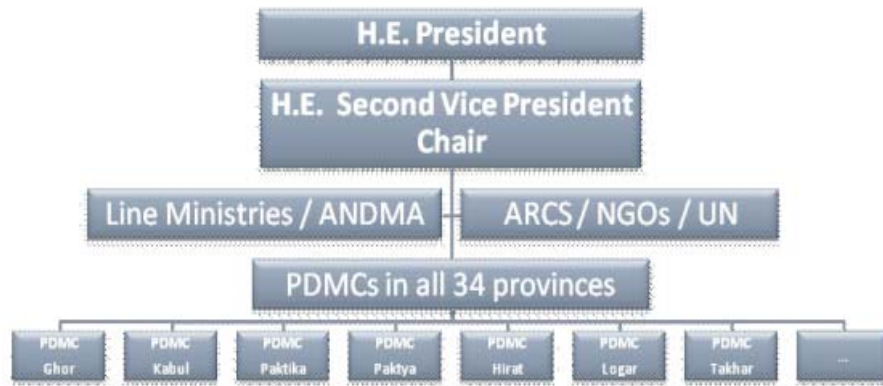 H.E. President
H.E. Second Vice President
Chair
Line Ministries / ANDMA
ARCS / NGOs / UN
PDMCs in all 34 provinces
PDMC
Ghor
PDMC
Kabul
PDMC
Paktika
PDMC
Paktya
PDMC
Hirat
PDMC
Logar
PDMC
Takhar
...